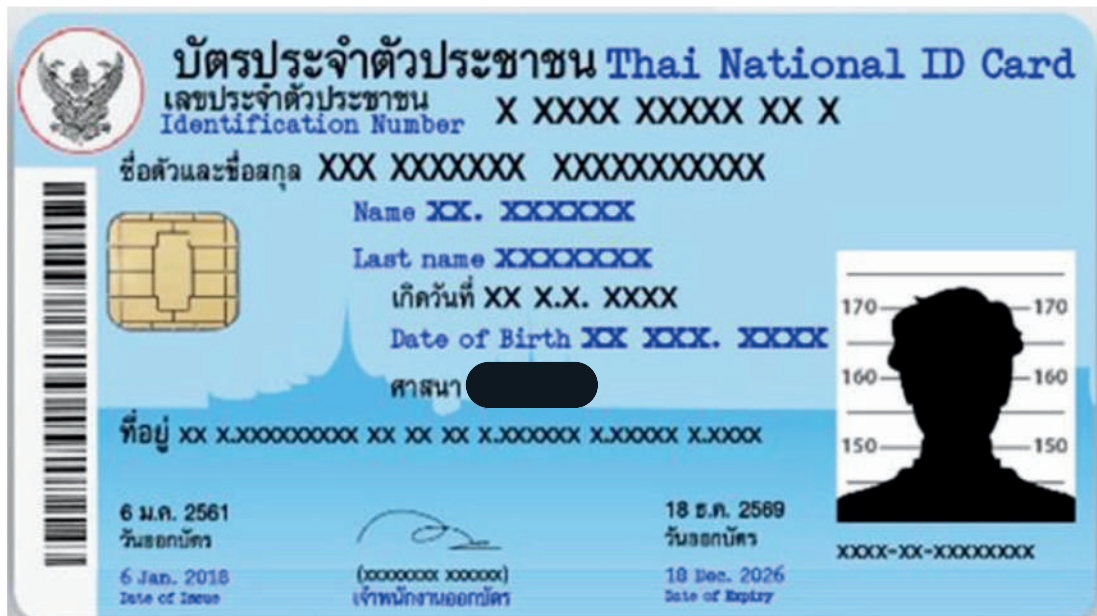 บัตรประจำตัวประชาชน Thai National ID Card
เลขประจำตัวประชาชน
Identification Number X XXXX XXXXX XX X
ชื่อตัวและชื่อสกุล XXX XXXXXXX XXXXXXXXXXX
Name XX. XXXXXXX
Last name XXXXXXXX
เกิดวันที่ XX X.X. XXXX
Date of Birth XX XXX. XXXX
ศาสนา
ที่อยู่ XX X.XXXXXXXXX XX XX XX X.XXXXXX X.XXXXX X.XXXX
170 170
160 160
150 150
6 ม.ค. 2561
วันออกบัตร
6 Jan. 2018
Date of Issue
(XXXXXXXX XXXXXX)
เจ้าพนักงานออกบัตร
18 ธ.ค. 2569
วันออกบัตร
18 Dec. 2026
Date of Expiry
XXXX-XX-XXXXXXXX